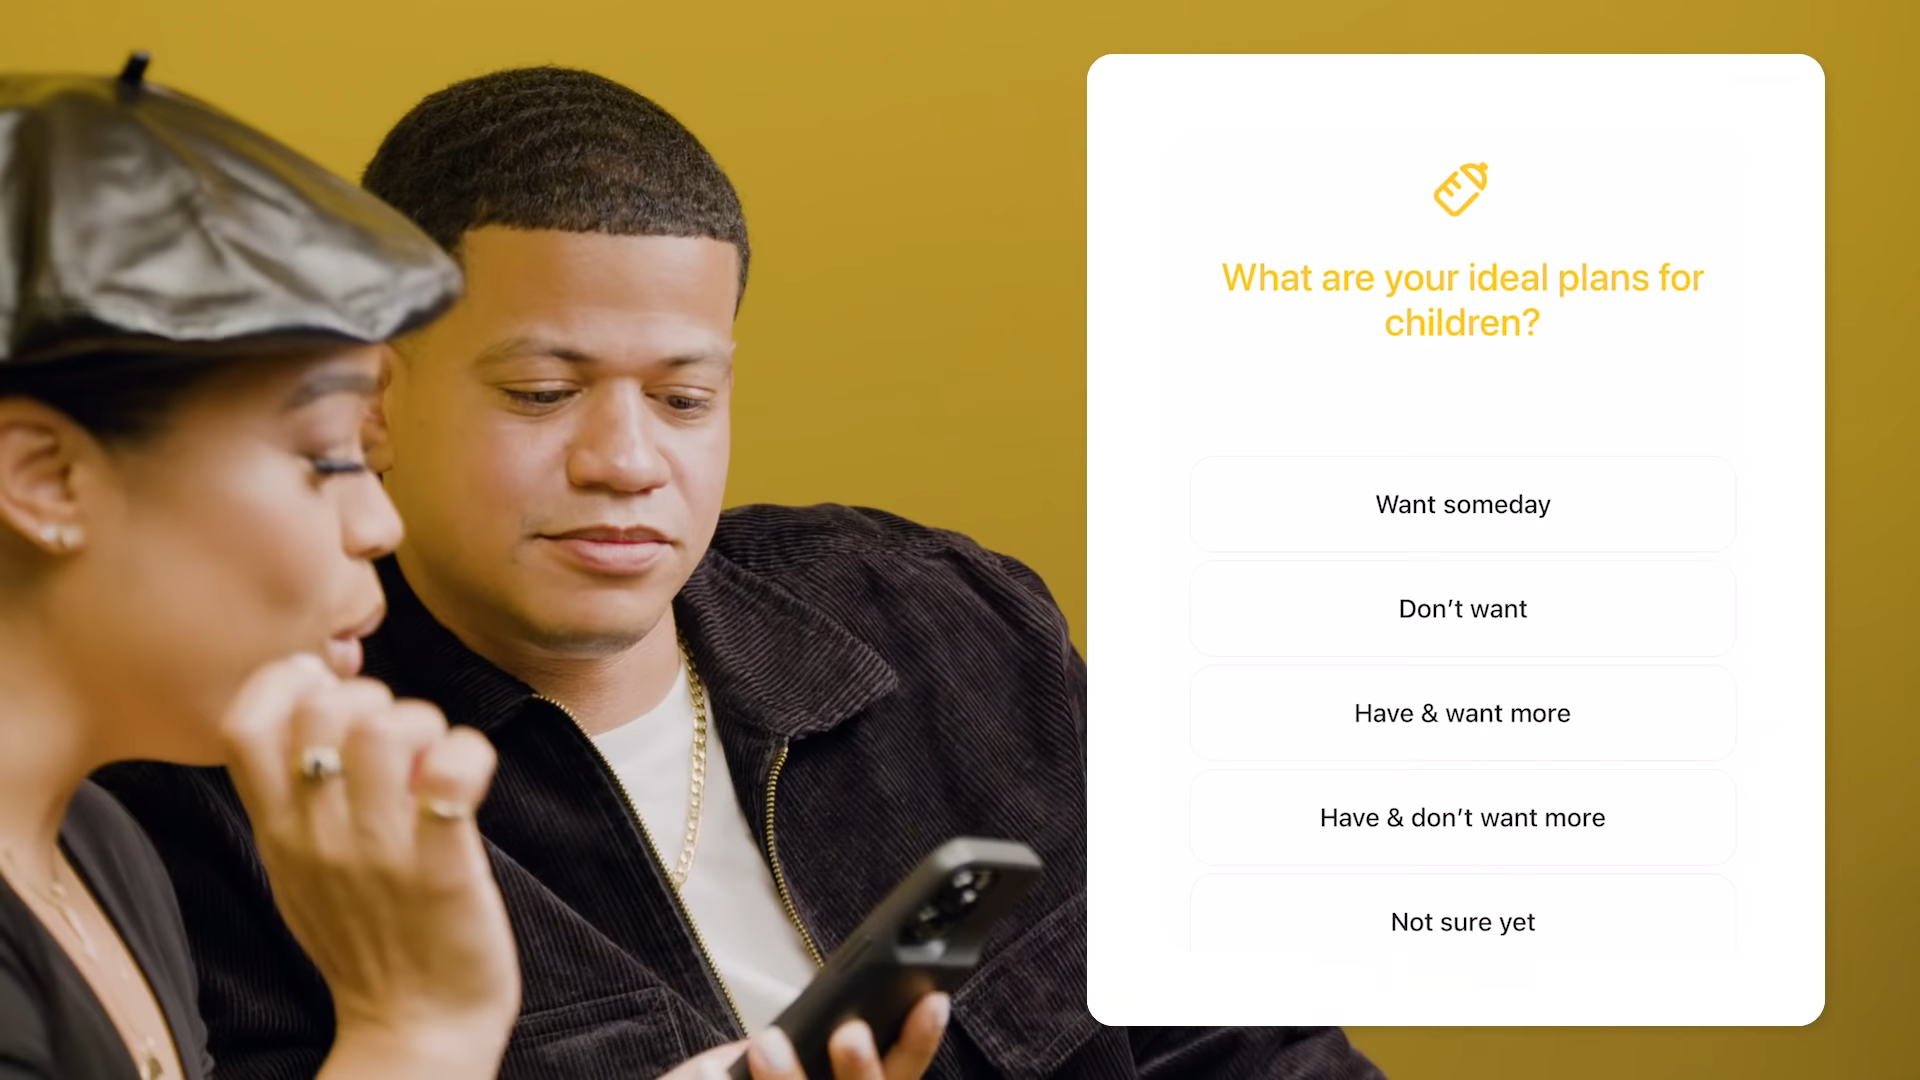 What are your ideal plans for
children?
Want someday
Don’t want
Have & want more
Have & don’t want more
Not sure yet